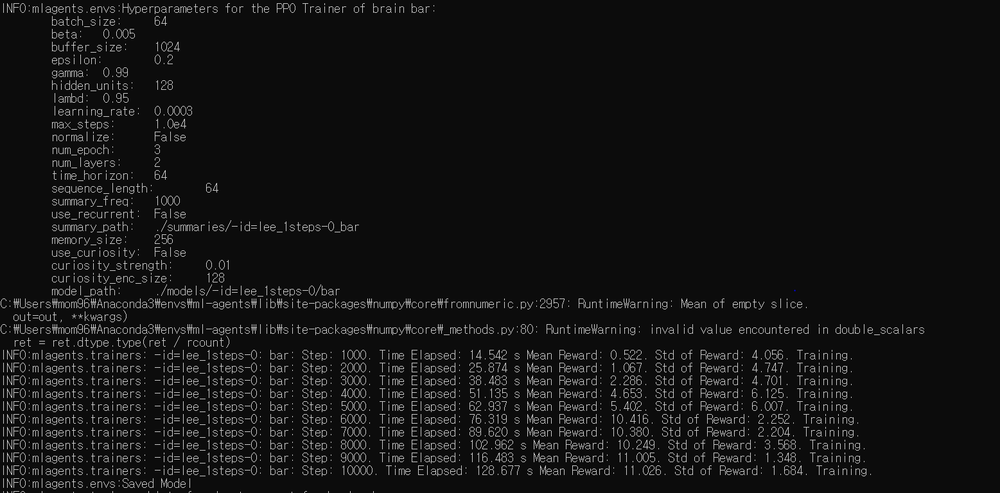 INFO:mlagents.envs:Hyperparameters for the PPO Trainer of brain bar:
batch_size: 64
beta: 0.005
buffer_size: 1024
epsilon: 0.2
gamma: 0.99
hidden_units: 128
lambd: 0.95
learning_rate: 0.0003
max_steps: 1.0e4
normalize: False
num_epoch: 3
num_layers: 2
time_horizon: 64
sequence_length: 64
summary_freq: 1000
use_recurrent: False
summary_path: ./summaries/-id=lee_1steps-0_bar
memory_size: 256
use_curiosity: False
curiosity_strength: 0.01
curiosity_enc_size: 128
model_path: ./models/-id=lee_1steps-0/bar
C:₩Users₩mom96₩Anaconda3₩envs₩ml-agents₩lib₩site-packages₩numpy₩core₩fromnumeric.py:2957: RuntimeWarning: Mean of empty slice.
out=out, **kwargs)
C:₩Users₩mom96₩Anaconda3₩envs₩ml-agents₩lib₩site-packages₩numpy₩core₩_methods.py:80: RuntimeWarning: invalid value encountered in double_scalars
ret = ret.dtype.type(ret / rcount)
INFO:mlagents.trainers: -id=lee_1steps-0: bar: Step: 1000. Time Elapsed: 14.542 s Mean Reward: 0.522. Std of Reward: 4.056. Training.
INFO:mlagents.trainers: -id=lee_1steps-0: bar: Step: 2000. Time Elapsed: 25.874 s Mean Reward: 1.067. Std of Reward: 4.747. Training.
INFO:mlagents.trainers: -id=lee_1steps-0: bar: Step: 3000. Time Elapsed: 38.483 s Mean Reward: 2.286. Std of Reward: 4.701. Training.
INFO:mlagents.trainers: -id=lee_1steps-0: bar: Step: 4000. Time Elapsed: 51.135 s Mean Reward: 4.653. Std of Reward: 6.125. Training.
INFO:mlagents.trainers: -id=lee_1steps-0: bar: Step: 5000. Time Elapsed: 62.937 s Mean Reward: 5.402. Std of Reward: 6.007. Training.
INFO:mlagents.trainers: -id=lee_1steps-0: bar: Step: 6000. Time Elapsed: 76.319 s Mean Reward: 10.416. Std of Reward: 2.252. Training.
INFO:mlagents.trainers: -id=lee_1steps-0: bar: Step: 7000. Time Elapsed: 89.620 s Mean Reward: 10.380. Std of Reward: 2.204. Training.
INFO:mlagents.trainers: -id=lee_1steps-0: bar: Step: 8000. Time Elapsed: 102.962 s Mean Reward: 10.249. Std of Reward: 3.568. Training.
INFO:mlagents.trainers: -id=lee_1steps-0: bar: Step: 9000. Time Elapsed: 116.483 s Mean Reward: 11.005. Std of Reward: 1.348. Training.
INFO:mlagents.trainers: -id=lee_1steps-0: bar: Step: 10000. Time Elapsed: 128.677 s Mean Reward: 11.026. Std of Reward: 1.684. Training.
INFO:mlagents.envs:Saved Model